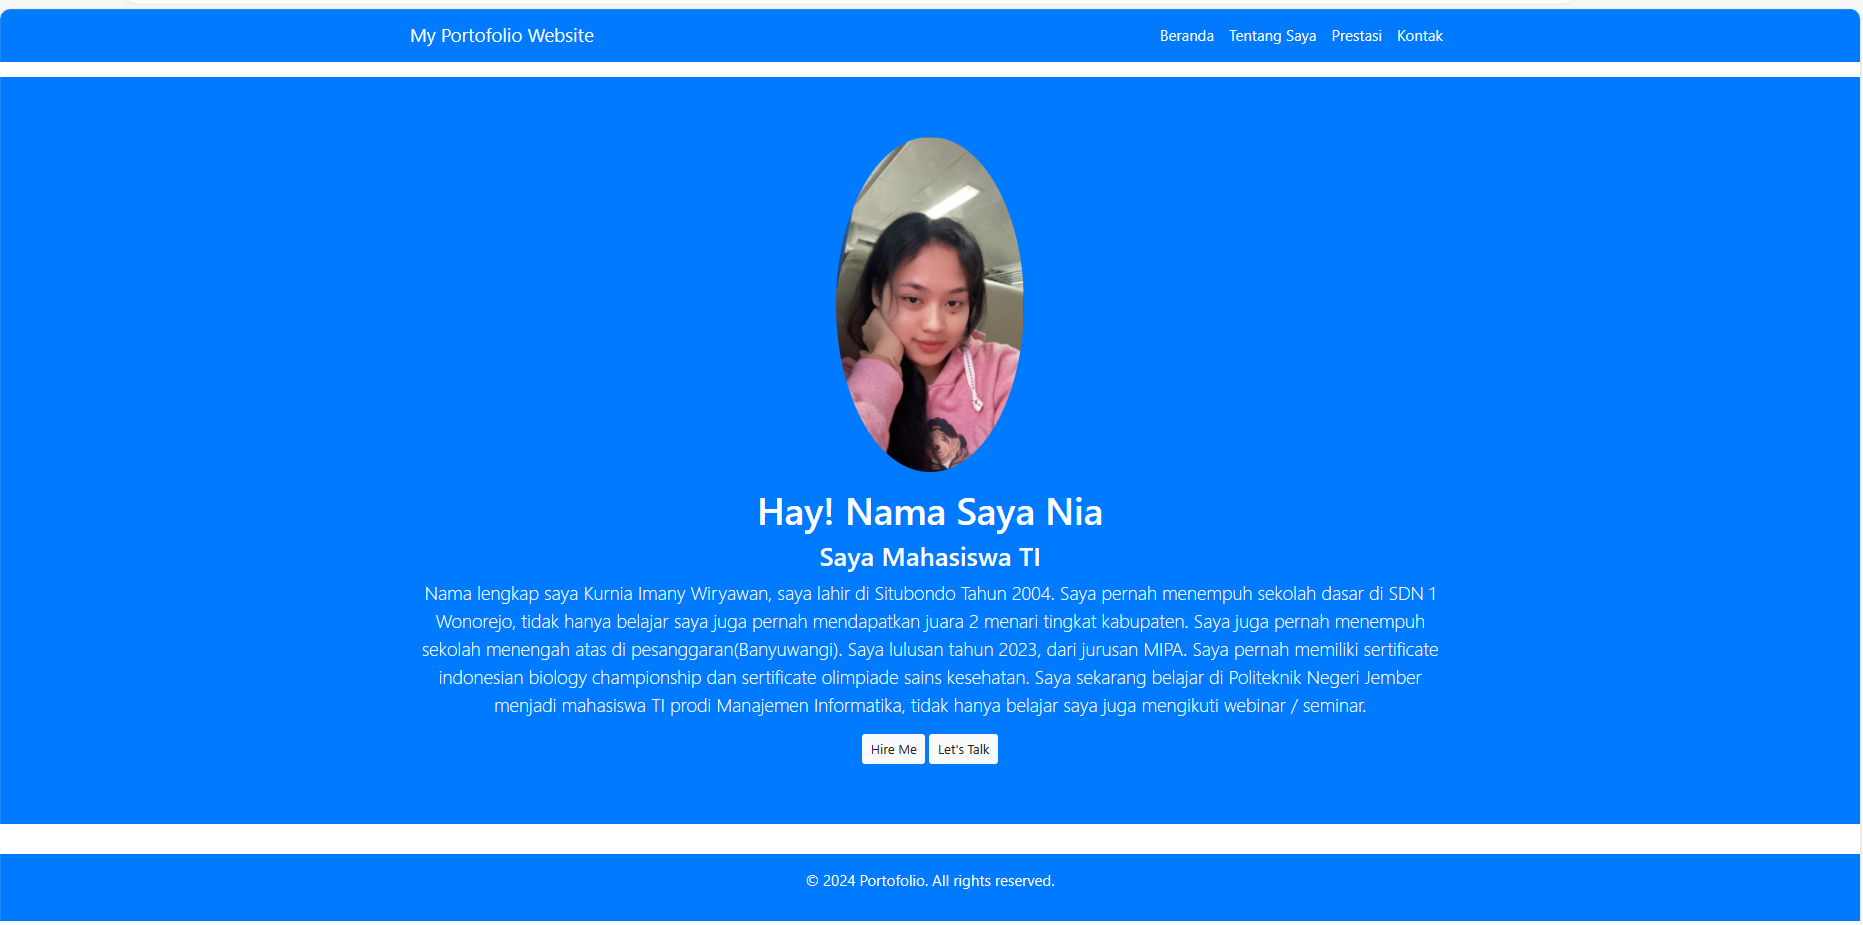 My Portofolio Website
Beranda Tentang Saya Prestasi Kontak
Hay! Nama Saya Nia
Saya Mahasiswa TI
Nama lengkap saya Kurnia Imany Wiryawan, saya lahir di Situbondo Tahun 2004. Saya pernah menempuh sekolah dasar di SDN 1
Wonorejo, tidak hanya belajar saya juga pernah mendapatkan juara 2 menari tingkat kabupaten. Saya juga pernah menempuh
sekolah menengah atas di pesanggaran(Banyuwangi). Saya lulusan tahun 2023, dari jurusan MIPA. Saya pernah memiliki sertificate
indonesian biology championship dan sertificate olimpiade sains kesehatan. Saya sekarang belajar di Politeknik Negeri Jember
menjadi mahasiswa TI prodi Manajemen Informatika, tidak hanya belajar saya juga mengikuti webinar / seminar.
Hire Me Let's Talk
© 2024 Portofolio. All rights reserved.